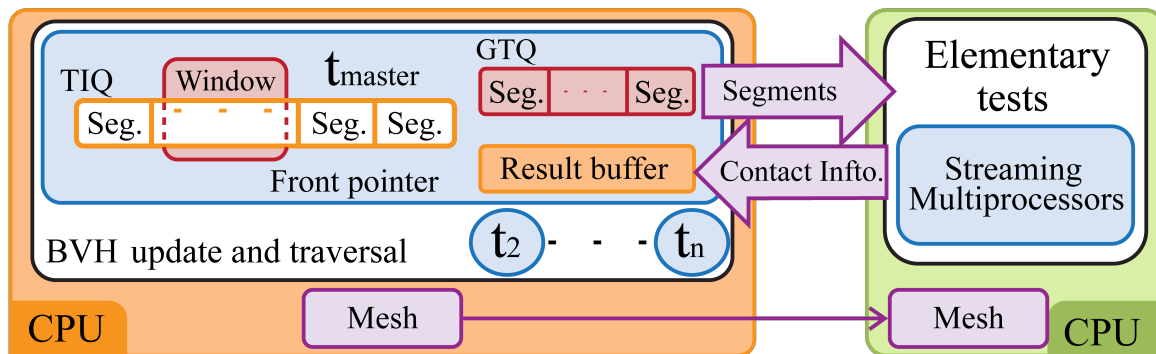 TIQ
Window
t master
GTQ
Seg.
Seg.
Seg.
Seg.
Seg.
Front pointer
Result buffer
BVH update and traversal
t2 - - - tn
Segments
Contact Infto.
Elementary
tests
Streaming
Multiprocessors
CPU
Mesh
Mesh
CPU